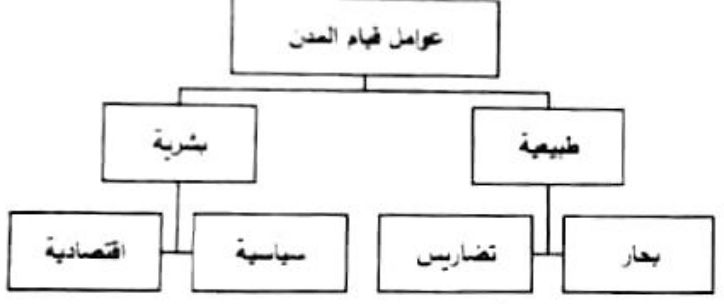 عوامل قيام المدن
طبيعية
بشرية
بحار
تضاريس
سياسية
اقتصادية